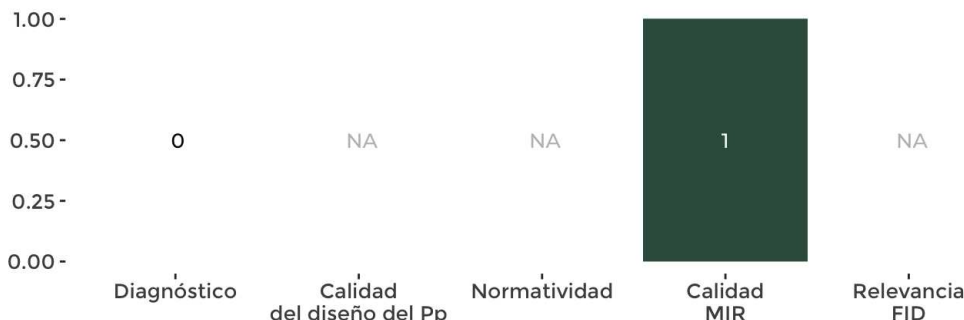 1.00
0.75
0.50
0 NA NA 1 NA
0.25
0.00
Diagnóstico Calidad Normatividad Calidad Relevancia
del diseño del Pp MIR FID